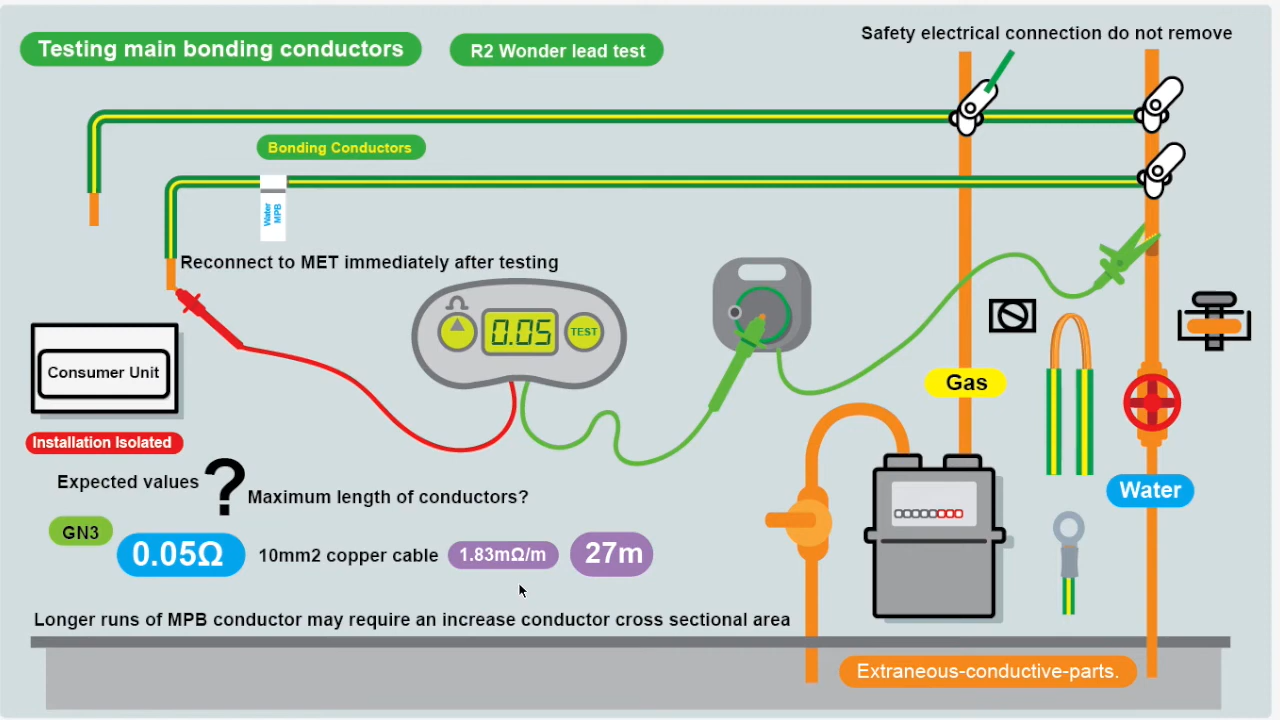 Testing main bonding conductors
R2 Wonder lead test
Safety electrical connection do not remove
Bonding Conductors
Water
MPB
Reconnect to MET immediately after testing
0.05
TEST
Consumer Unit
Gas
Installation Isolated
Expected values
?
Maximum length of conductors?
Water
GN3
0.05Ω
10mm2 copper cable
1.83mΩ/m
27m
Longer runs of MPB conductor may require an increase conductor cross sectional area
Extraneous-conductive-parts.